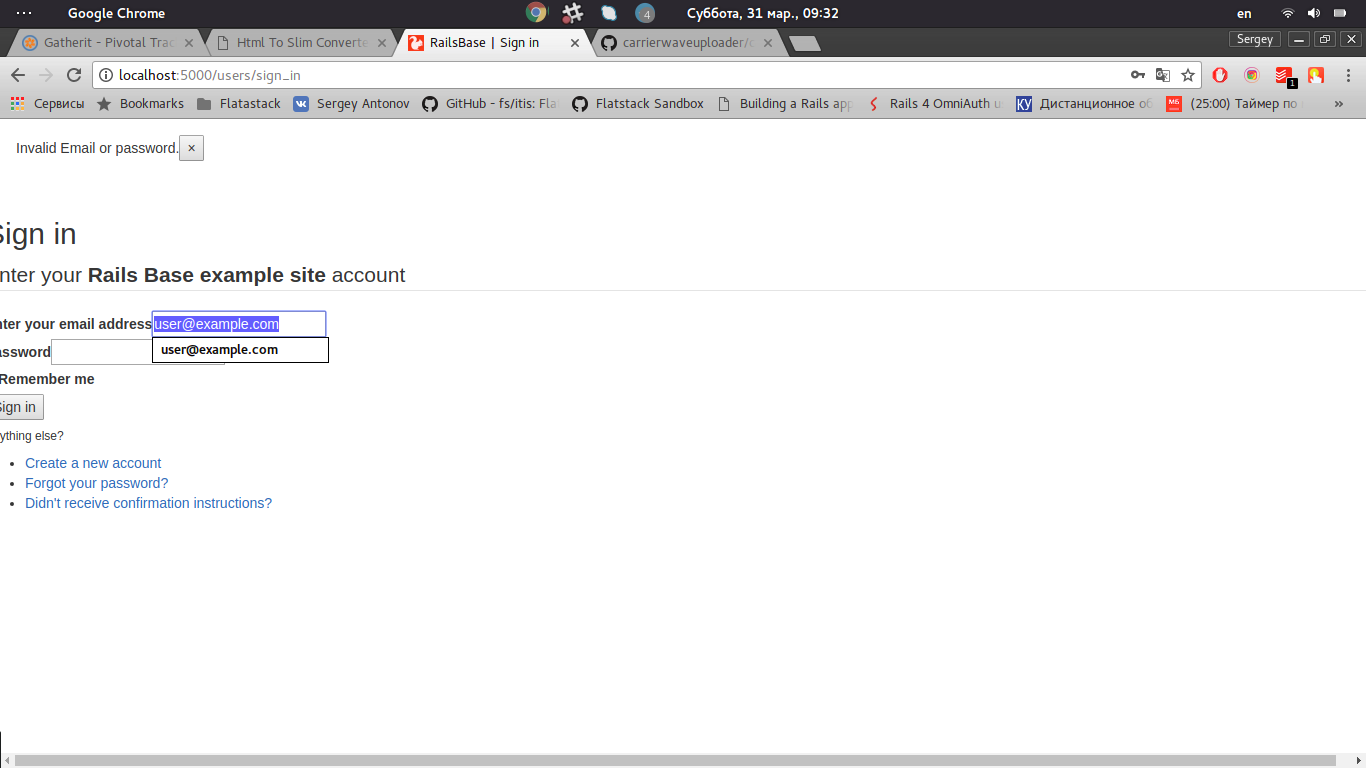 Google Chrome 4 Суббота, 31 мар., 09:32 en
Gatherit - Pivotal Trac Html To Slim Converte RailsBase | Sign in carrierwaveuploader/c Sergey
localhost:5000/users/sign_in 1
Сервисы Bookmarks Flatastack Sergey Antonov GitHub - fs/itis: Fla Flatstack Sandbox Building a Rails app Rails 4 OmniAuth u КУ Дистанционное об МБ (25:00) Таймер по »
Invalid Email or password. ×
Sign in
nter your Rails Base example site account
nter your email address user@example.com
assword user@example.com
Remember me
Sign in
ything else?
• Create a new account
• Forgot your password?
• Didn't receive confirmation instructions?